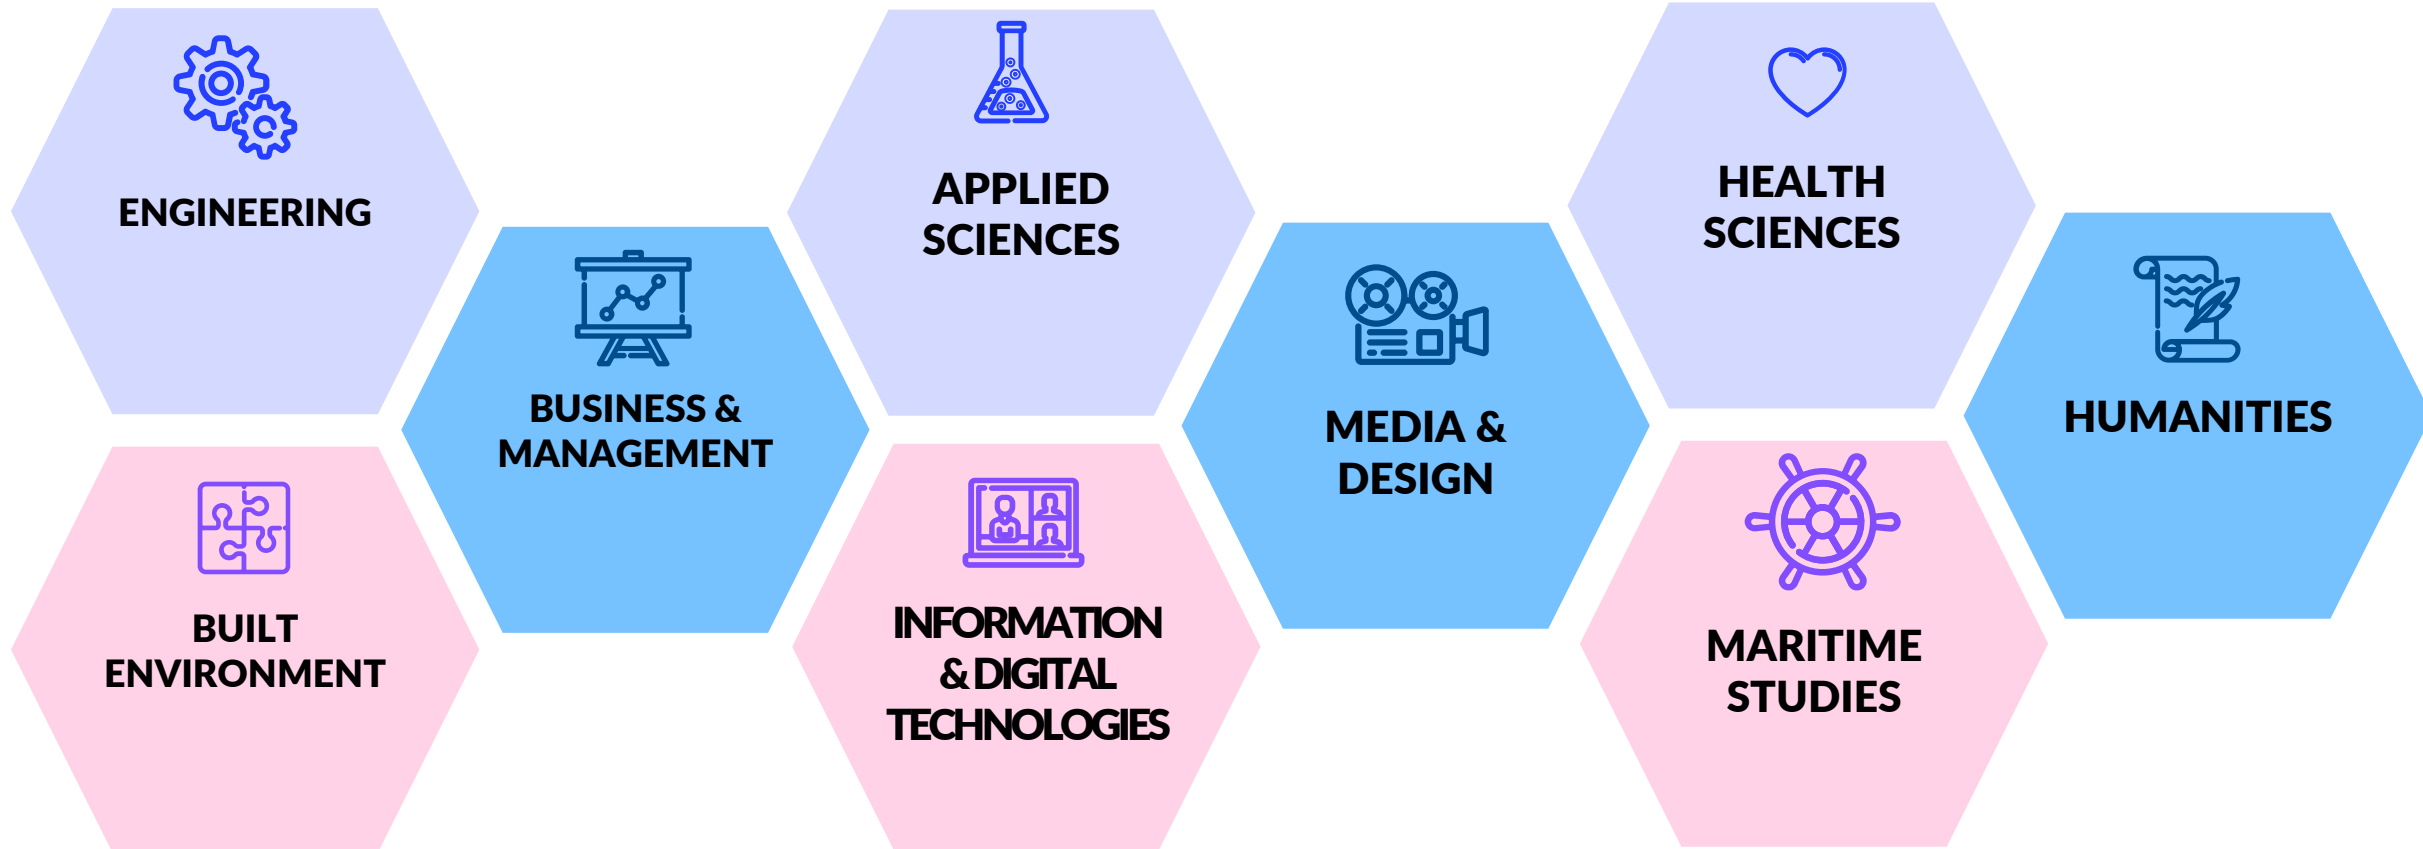 ENGINEERING
APPLIED
SCIENCES
HEALTH
SCIENCES
BUSINESS &
MANAGEMENT
MEDIA &
DESIGN
HUMANITIES
BUILT
ENVIRONMENT
INFORMATION
& DIGITAL
TECHNOLOGIES
MARITIME
STUDIES